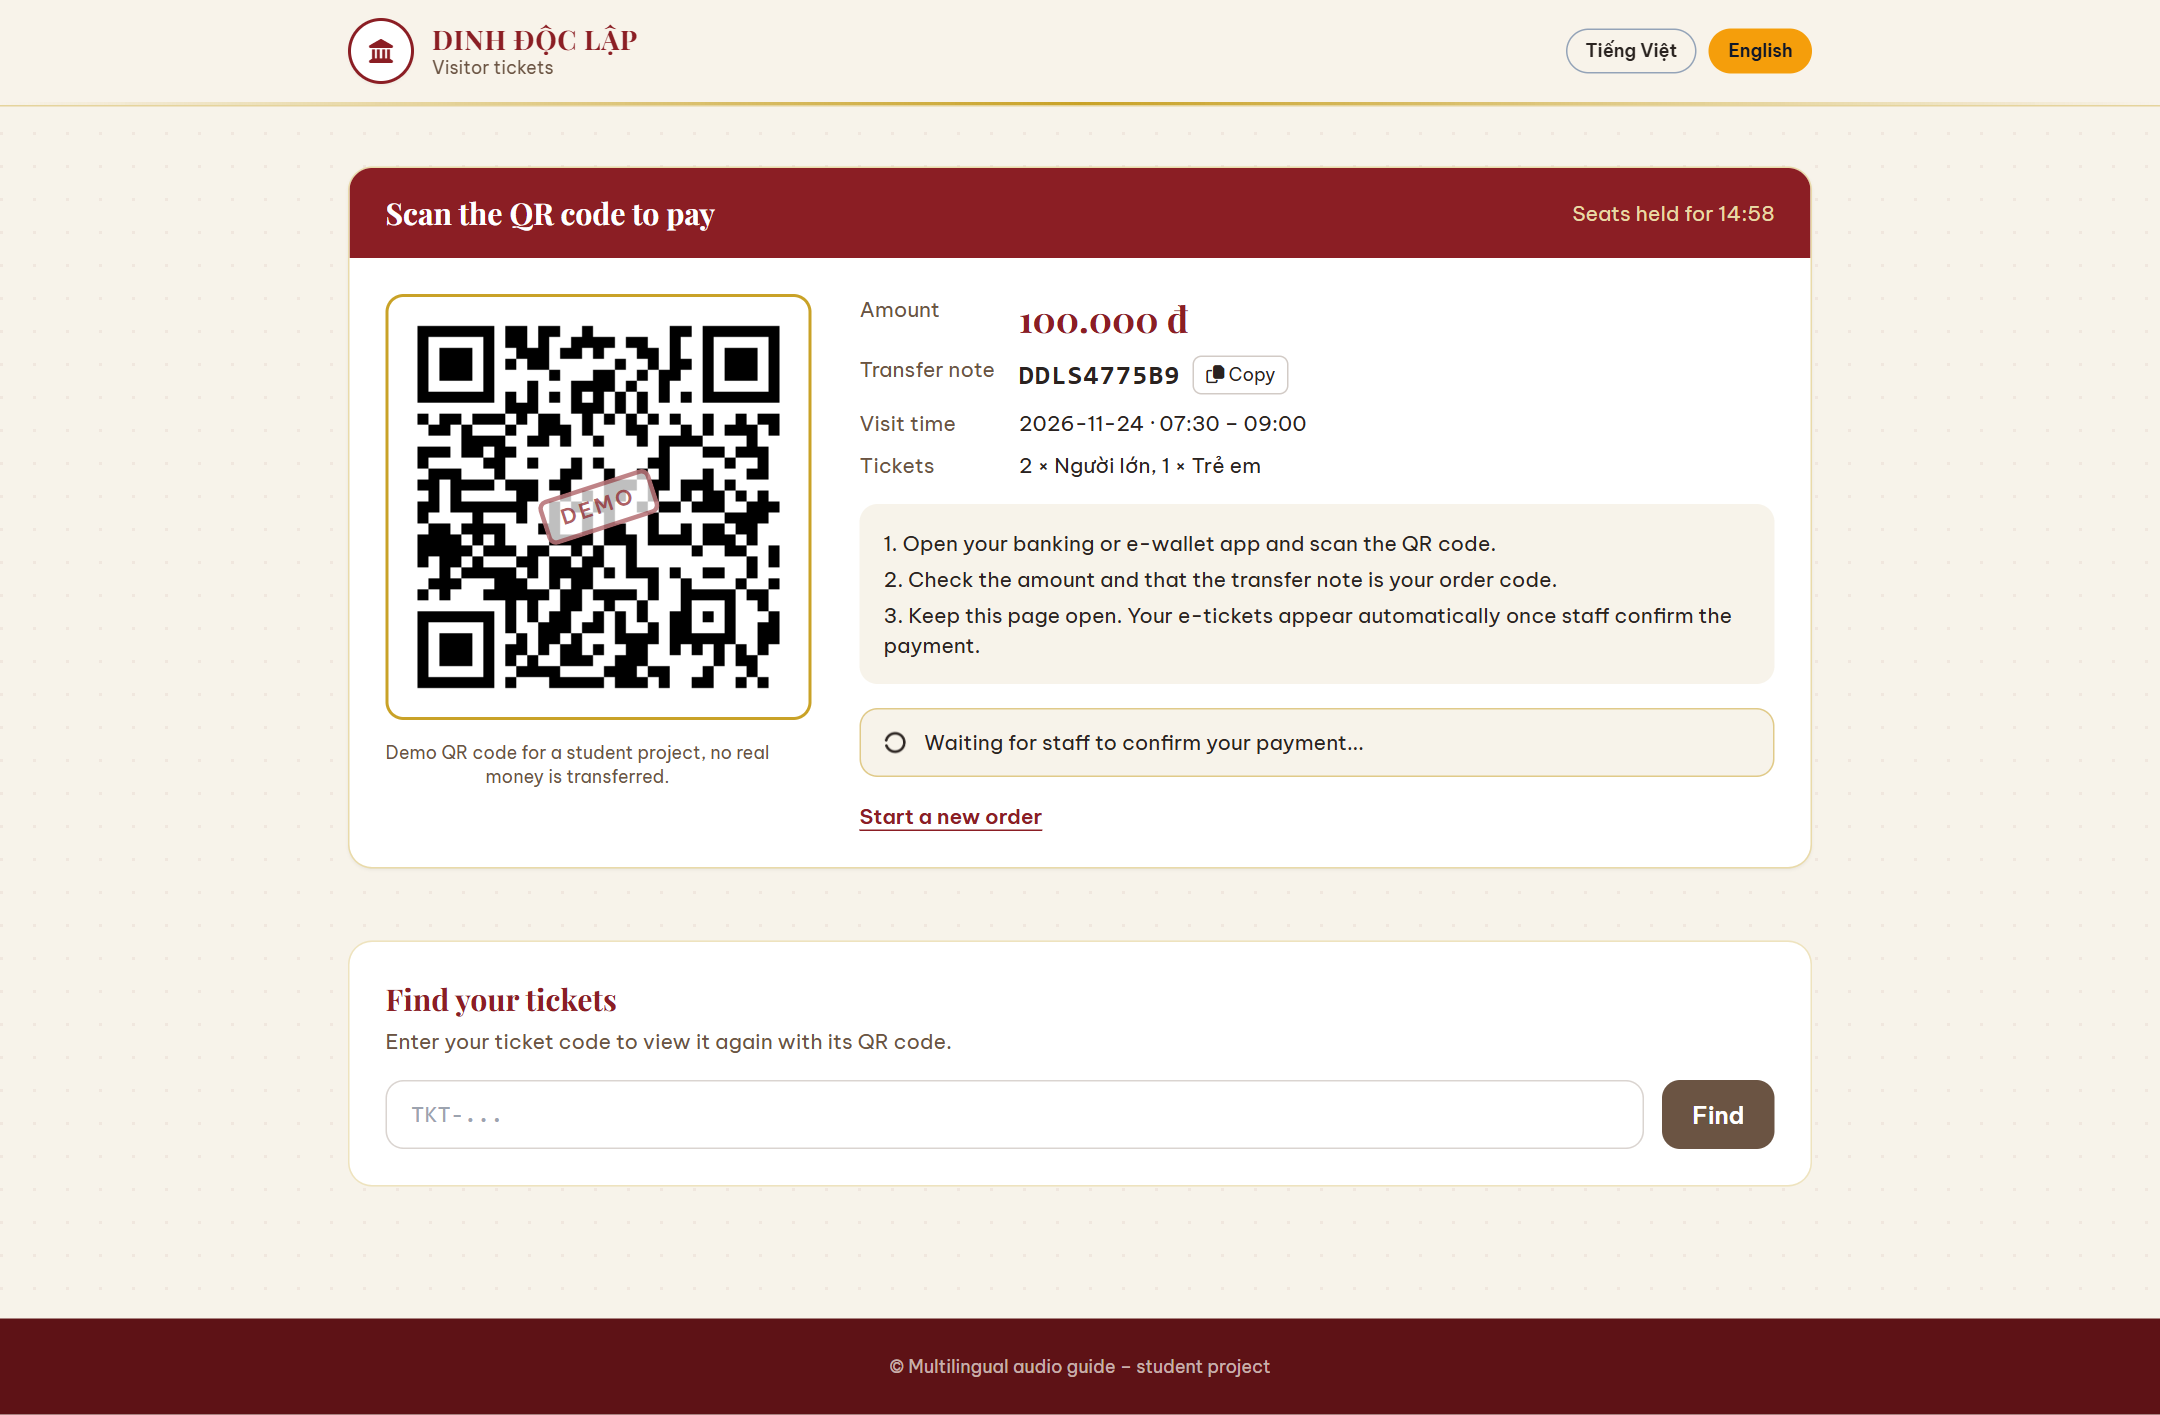 DINH ĐỘC LẬP
Visitor tickets
Tiếng Việt
English
Scan the QR code to pay
Seats held for 14:58
DEMO
Demo QR code for a student project, no real
money is transferred.
Amount
100.000 đ
Transfer note
DDLS4775B9
Copy
Visit time
2026-11-24 · 07:30 – 09:00
Tickets
2 × Người lớn, 1 × Trẻ em
1. Open your banking or e-wallet app and scan the QR code.
2. Check the amount and that the transfer note is your order code.
3. Keep this page open. Your e-tickets appear automatically once staff confirm the
payment.
Waiting for staff to confirm your payment...
Start a new order
Find your tickets
Enter your ticket code to view it again with its QR code.
TKT-...
Find
© Multilingual audio guide – student project